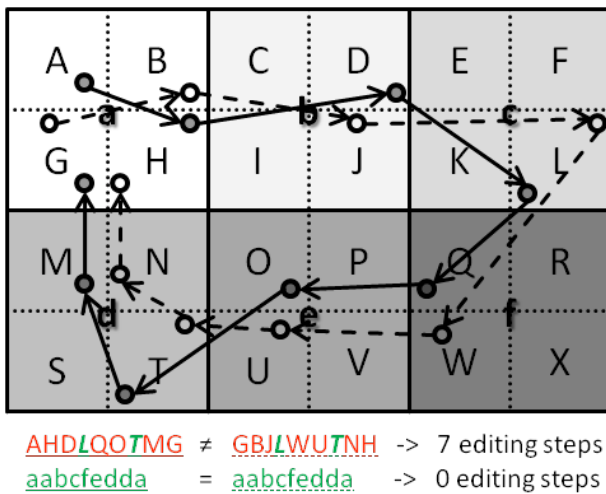 A B C D E F
a b c
G H I J K L
M N O P Q R
d e f
S T U V W X
AHDLQOTMG ≠ GBJLWUTNH -> 7 editing steps
aabcfedda = aabcfedda -> 0 editing steps